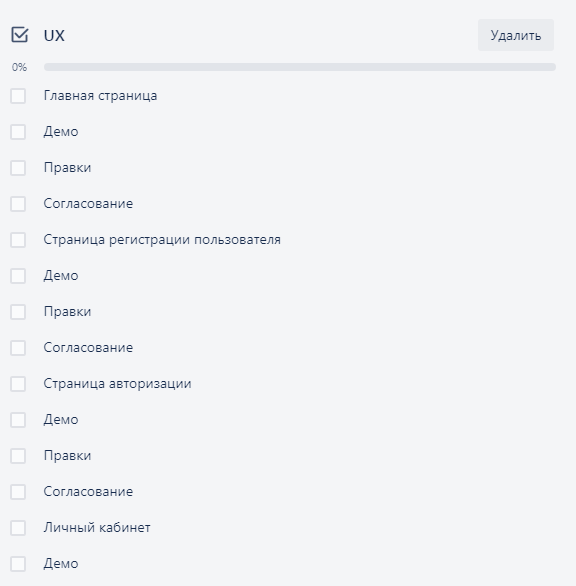 UX
Удалить
0%
Главная страница
Демо
Правки
Согласование
Страница регистрации пользователя
Демо
Правки
Согласование
Страница авторизации
Демо
Правки
Согласование
Личный кабинет
Демо